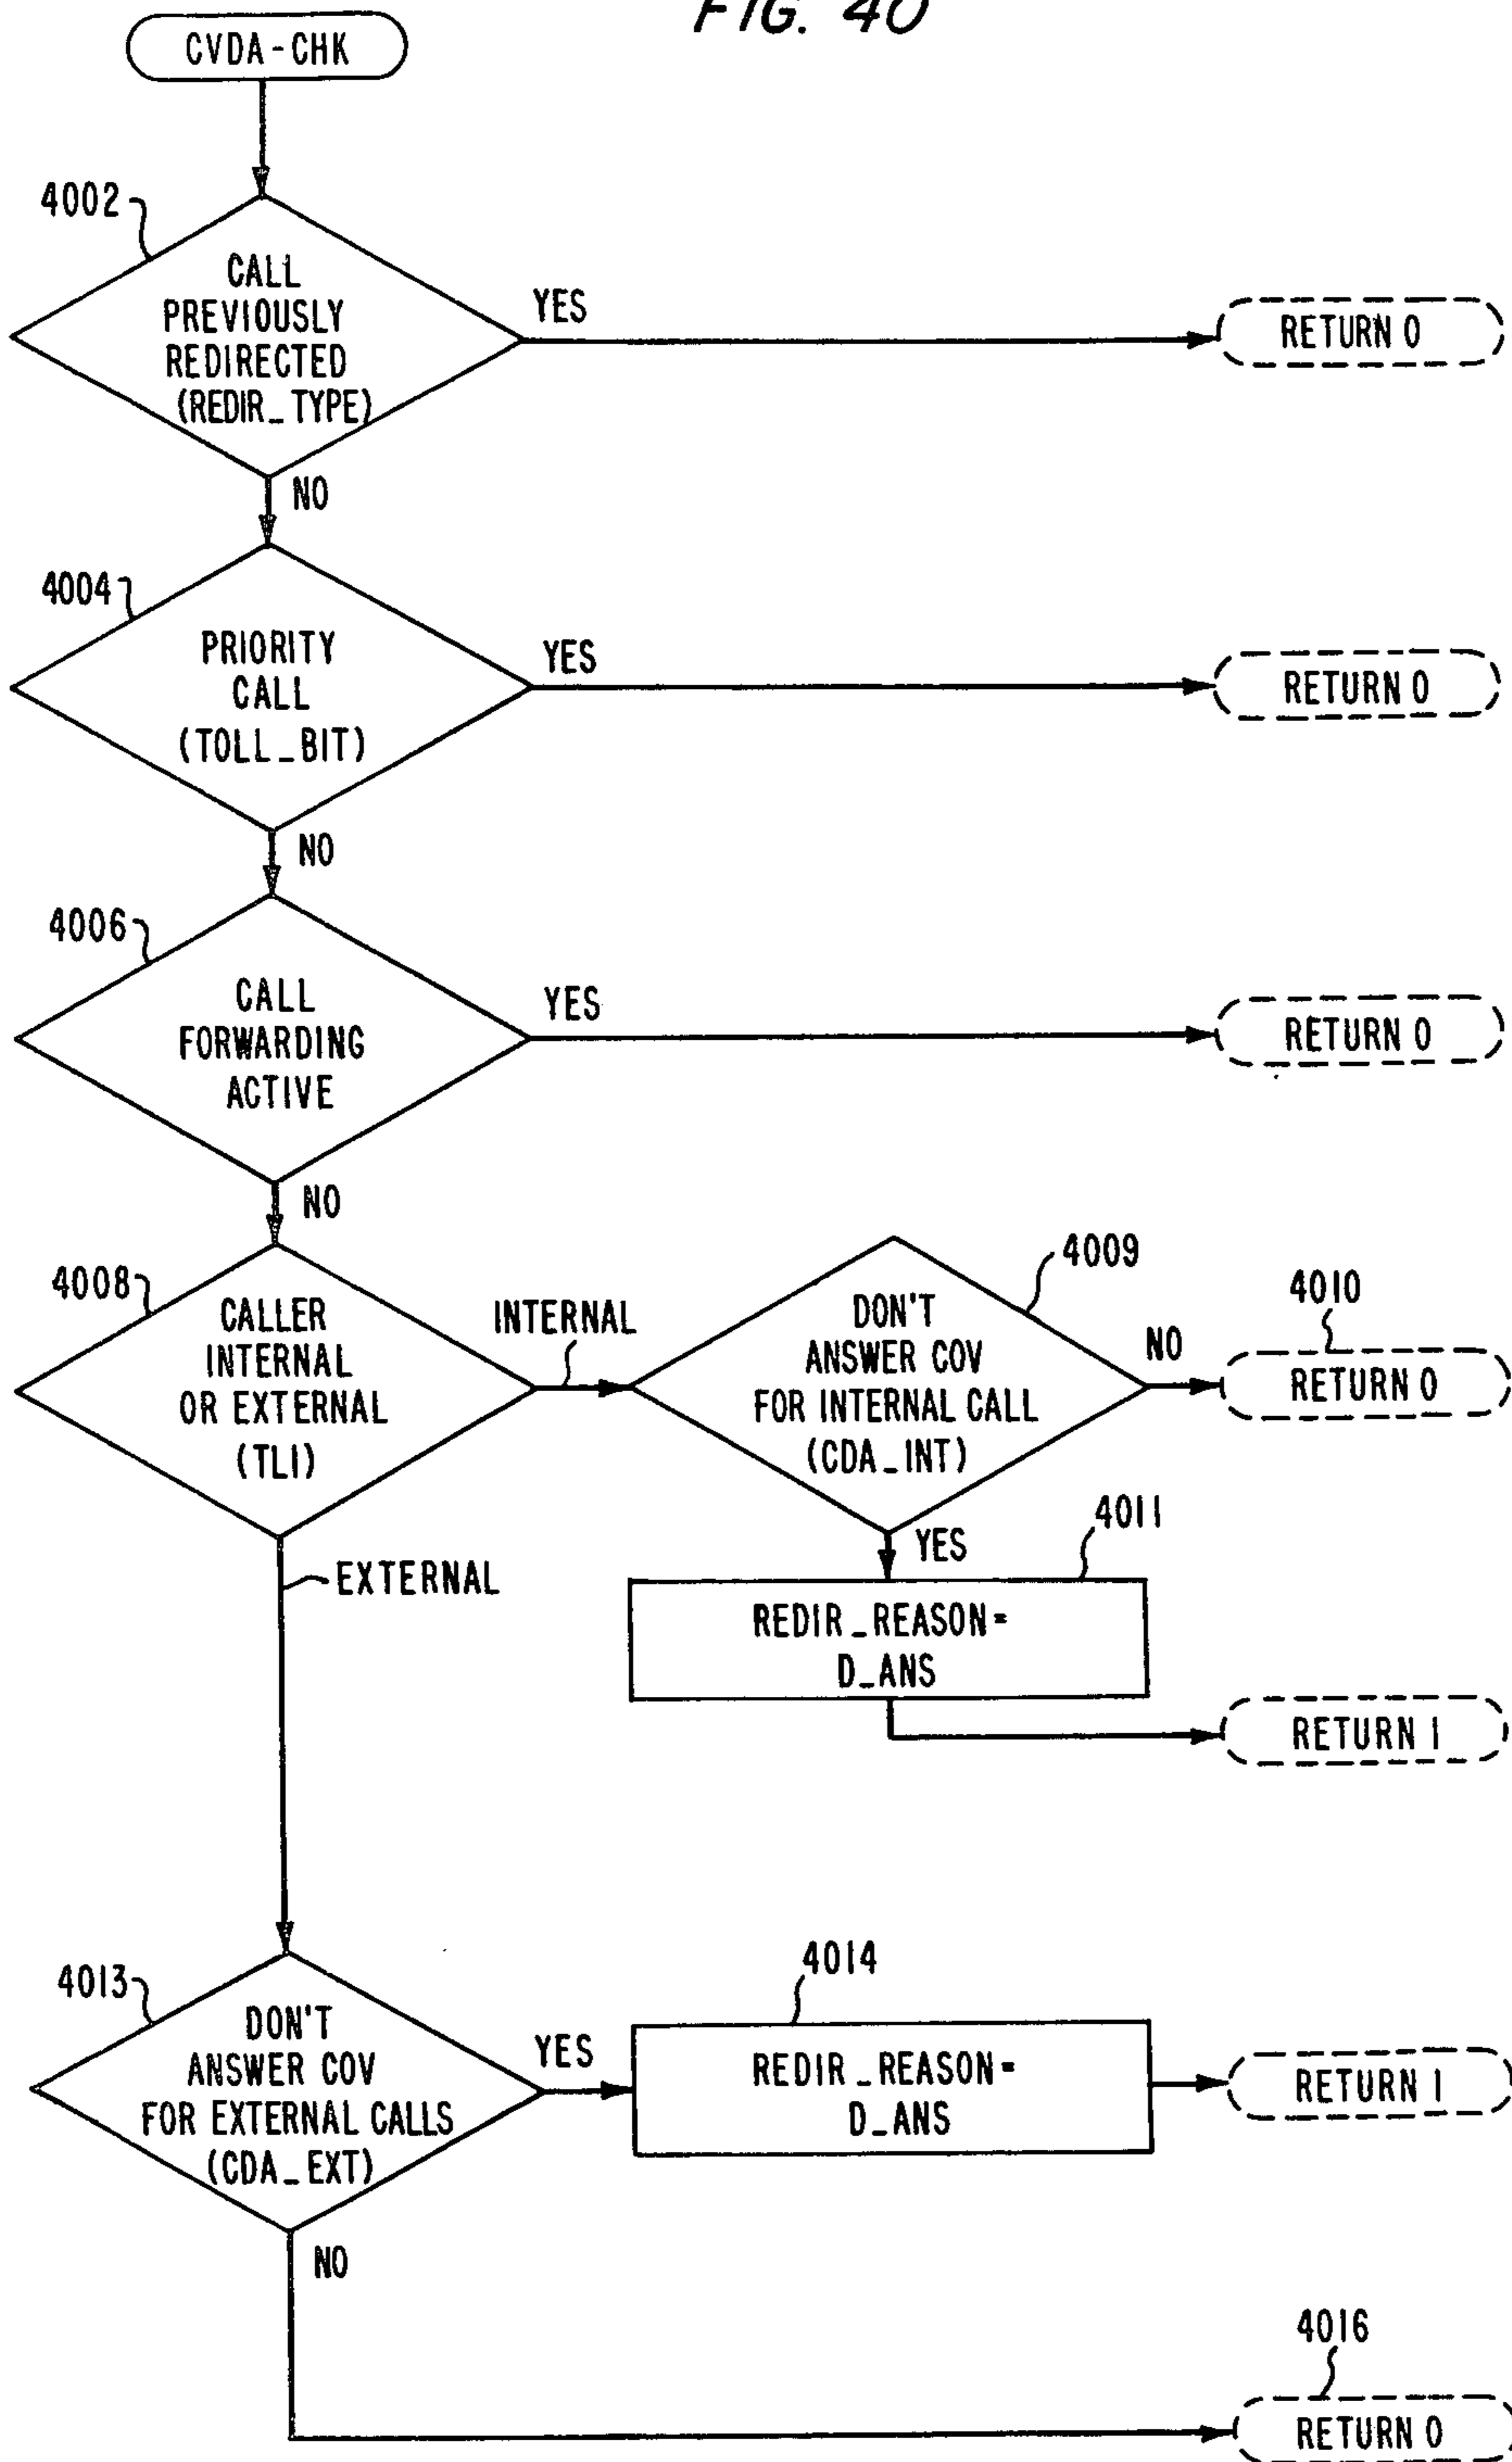 FIG. 40
CVDA-CHK
4002
CALL
PREVIOUSLY
REDIRECTED
(REDIR_TYPE)
YES
RETURN 0
NO
4004
PRIORITY
CALL
(TOLL_BIT)
YES
RETURN 0
NO
4006
CALL
FORWARDING
ACTIVE
YES
RETURN 0
NO
4008
CALLER
INTERNAL
OR EXTERNAL
(TLI)
INTERNAL
4009
DON'T
ANSWER COV
FOR INTERNAL CALL
(CDA_INT)
NO
4010
RETURN 0
YES
4011
REDIR_REASON=
D_ANS
RETURN 1
EXTERNAL
4013
DON'T
ANSWER COV
FOR EXTERNAL CALLS
(CDA_EXT)
YES
4014
REDIR_REASON=
D_ANS
RETURN 1
NO
4016
RETURN 0